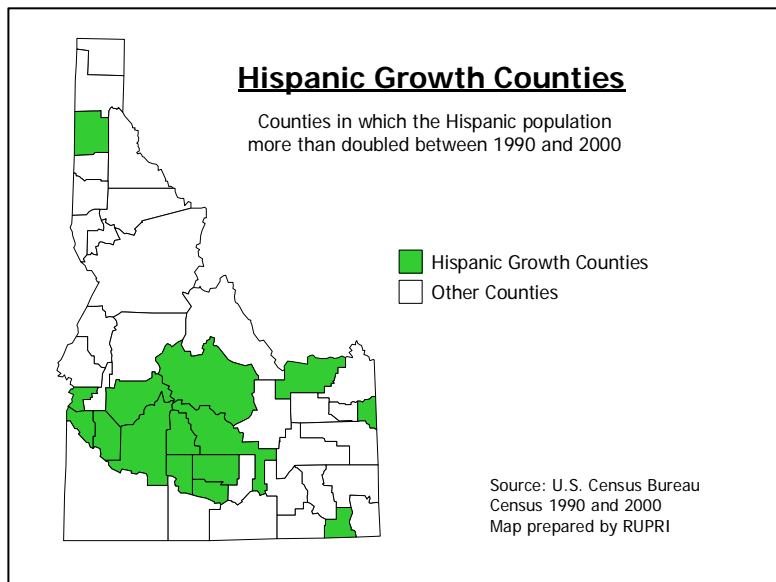 Hispanic Growth Counties
Counties in which the Hispanic population
more than doubled between 1990 and 2000
Hispanic Growth Counties
Other Counties
Source: U.S. Census Bureau
Census 1990 and 2000
Map prepared by RUPRI